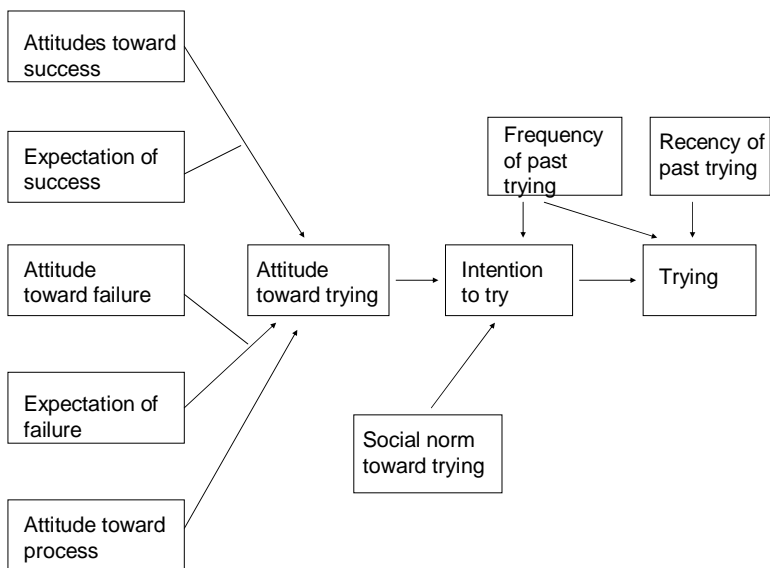 Attitudes toward
success
Expectation of
success
Attitude
toward failure
Expectation of
failure
Attitude toward
process
Attitude
toward trying
Frequency
of past
trying
Recency of
past trying
Intention
to try
Trying
Social norm
toward trying